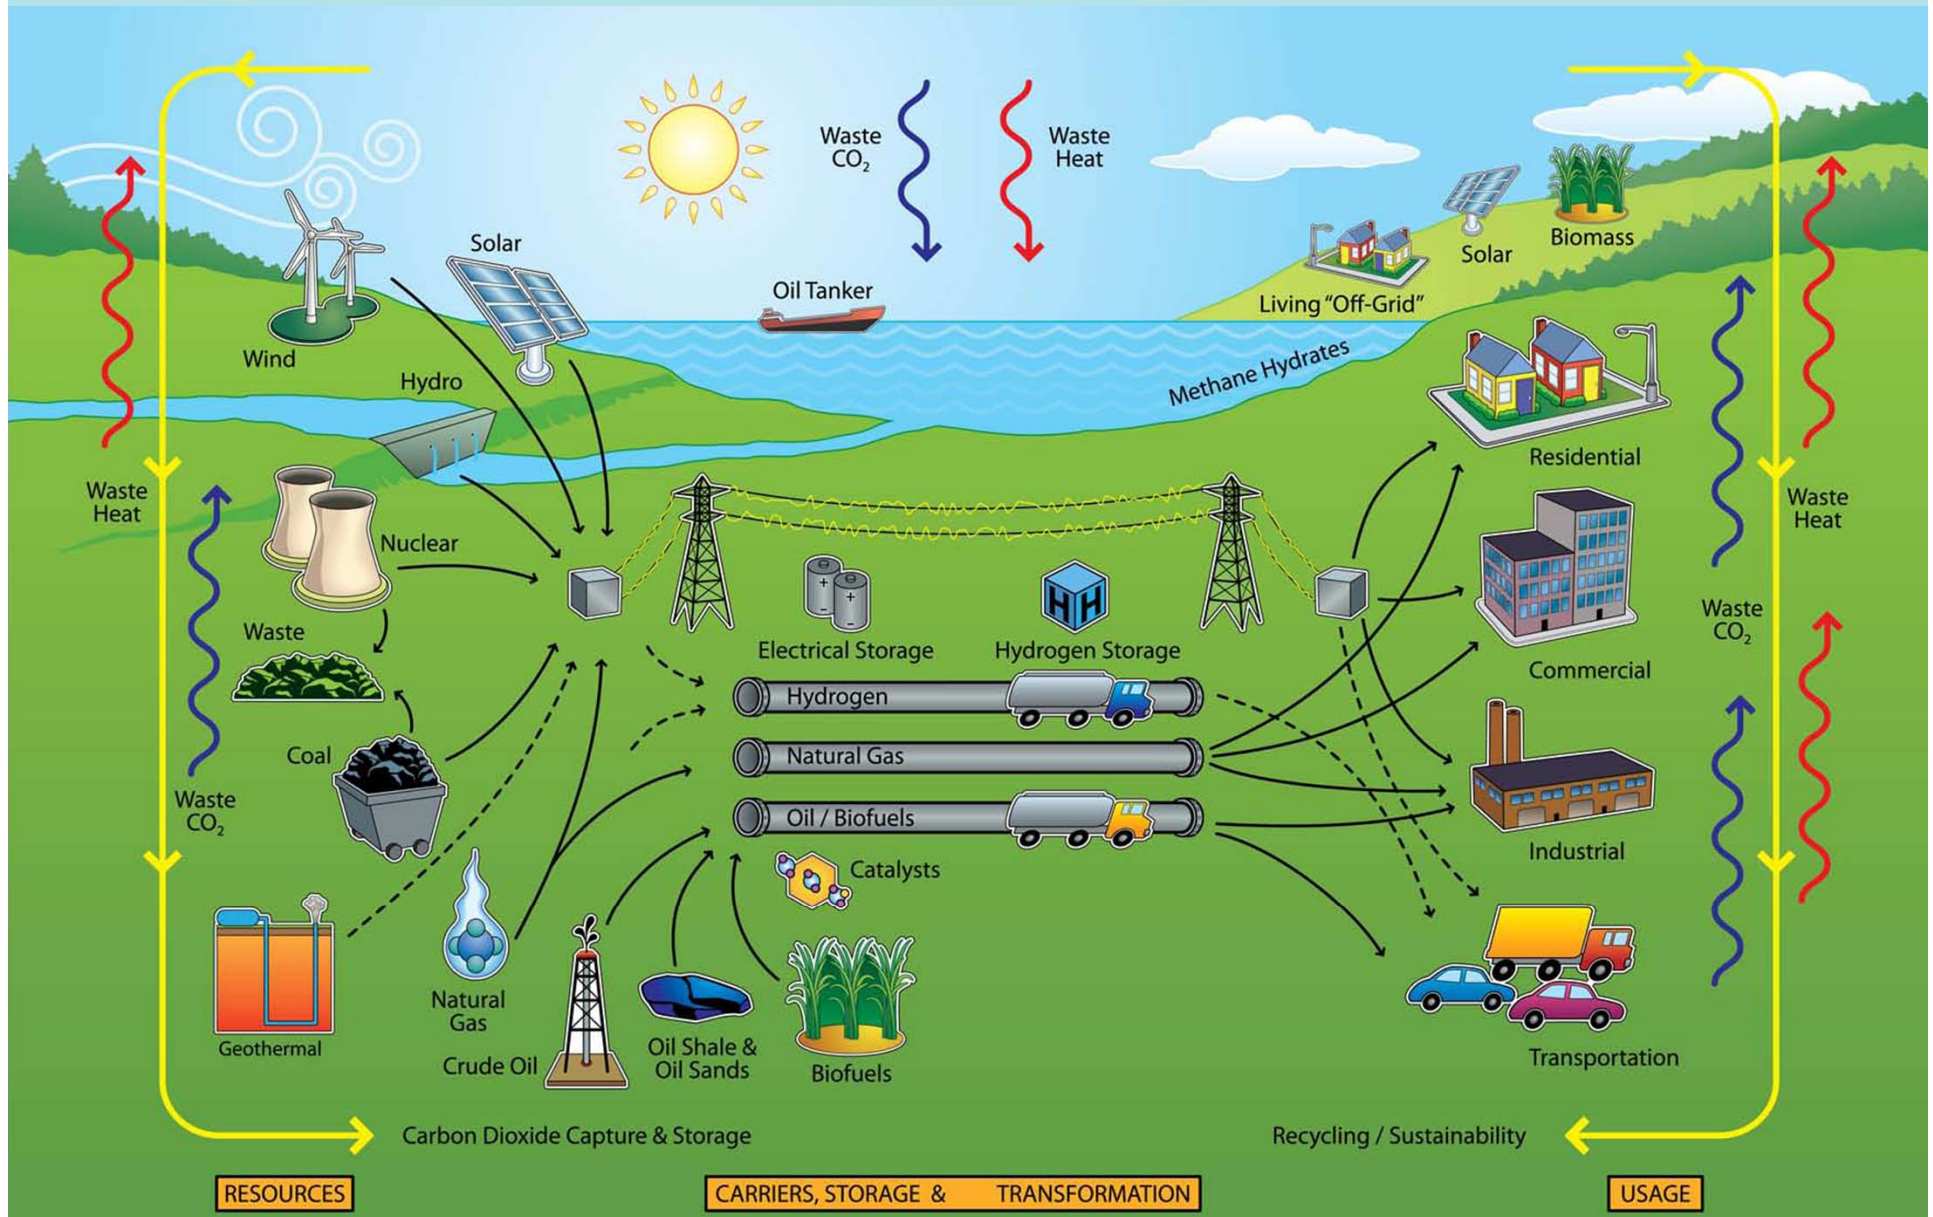 Waste
CO₂
Waste
Heat
Solar
Wind
Oil Tanker
Biomass
Solar
Living "Off-Grid"
Hydro
Methane Hydrates
Residential
Waste
Heat
Nuclear
Waste
Heat
Waste
Electrical Storage
Hydrogen Storage
H H
+
-
+
-
Waste
CO₂
Commercial
Hydrogen
Coal
Natural Gas
Waste
CO₂
Oil / Biofuels
Industrial
Catalysts
Natural
Gas
Geothermal
Crude Oil
Oil Shale &
Oil Sands
Biofuels
Transportation
Carbon Dioxide Capture & Storage
Recycling / Sustainability
RESOURCES
CARRIERS, STORAGE & TRANSFORMATION
USAGE